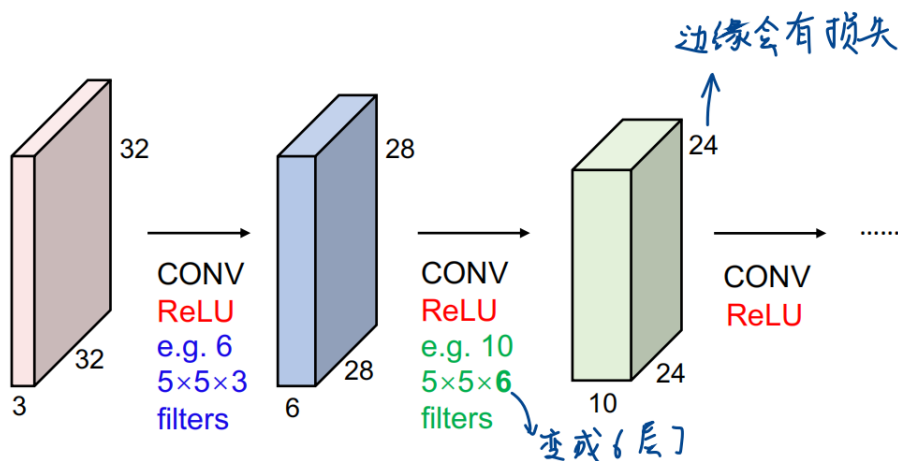 边缘会有损失
32
28
24
CONV
ReLU
e.g. 6
5×5×3
filters
CONV
ReLU
e.g. 10
5×5×6
filters
CONV
ReLU
......
32
3
28
6
24
10
变成6层了